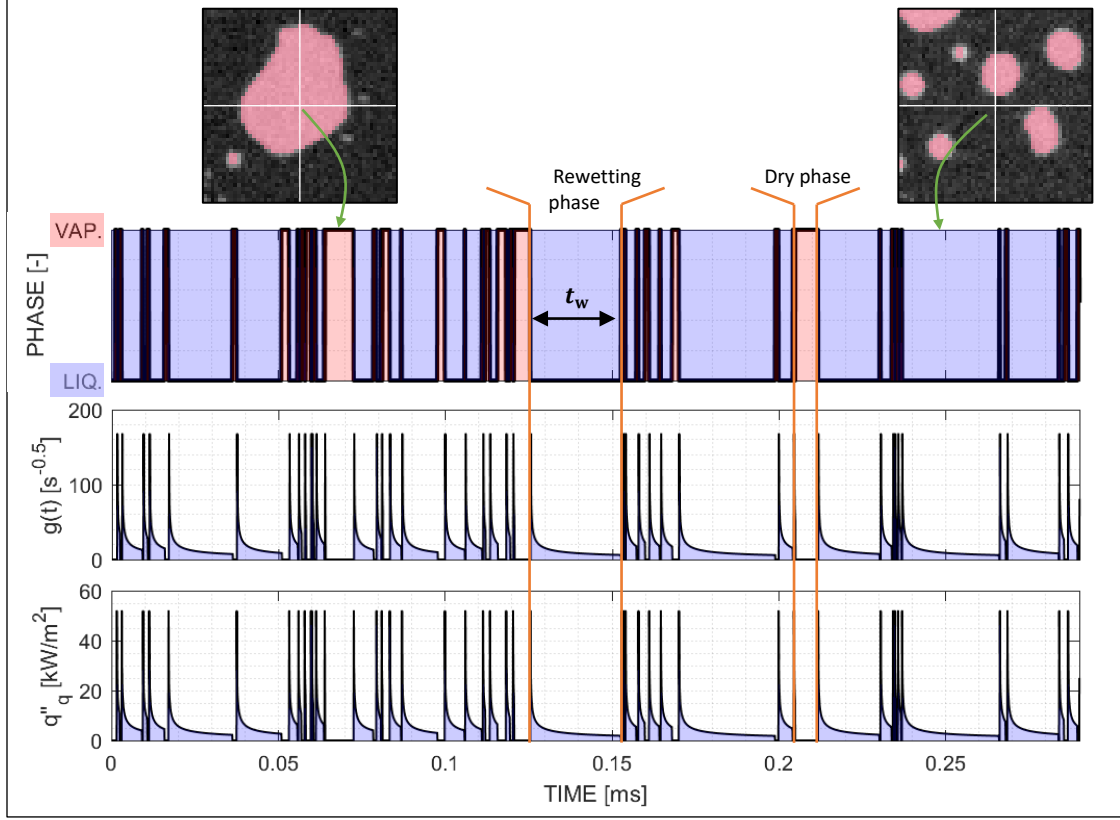 Rewetting
phase
Dry phase
VAP.
PHASE [-]
LIQ.
t_w
200
100
0
g(t) [s^-0.5]
60
40
20
0
q''_q [kW/m^2]
0
0.05
0.1
0.15
0.2
0.25
TIME [ms]